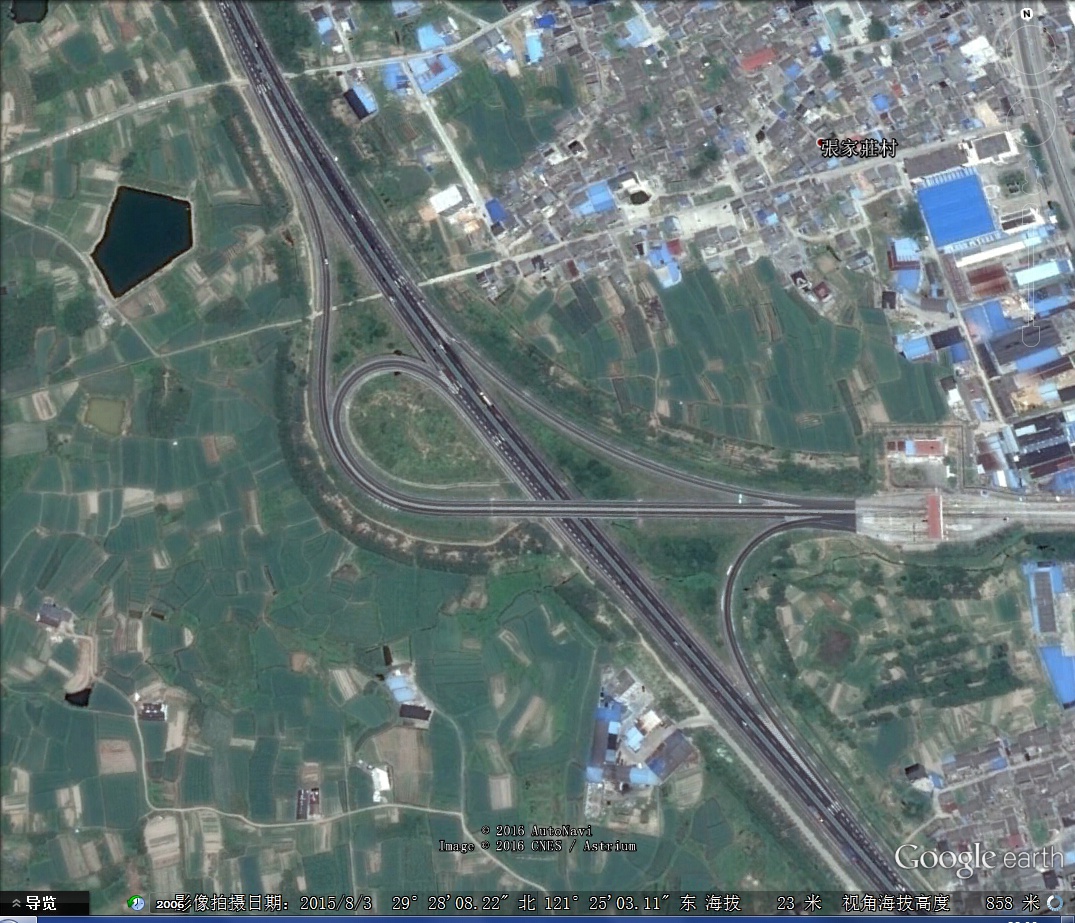 N
張家莊村
© 2016 AutoNavi
Image © 2016 CNES / Astrium
Google earth
导览
2006
影像拍摄日期: 2015/8/3 29° 28′08.22″ 北 121° 25′03.11″ 东 海拔 23 米 视角海拔高度 858 米